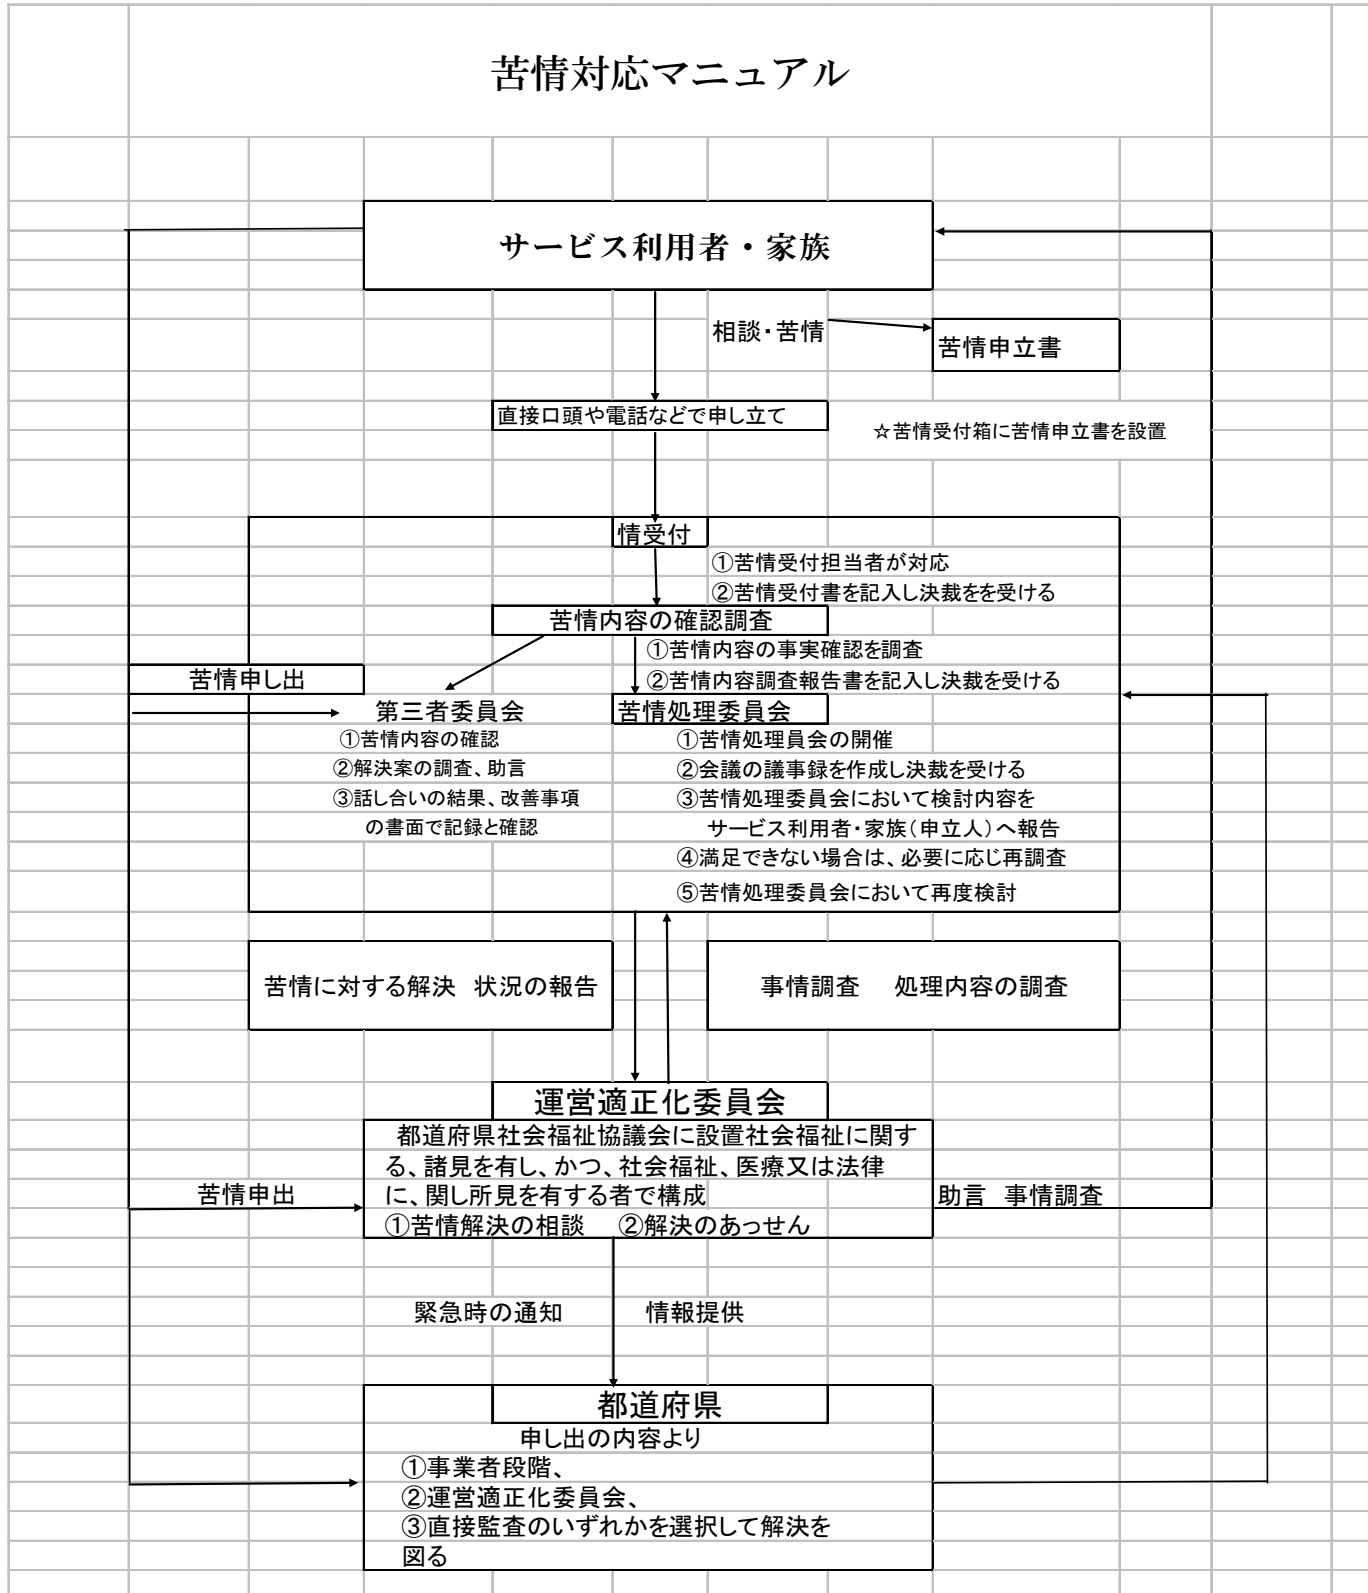 苦情対応マニュアル
サービス利用者・家族
相談・苦情
苦情申立書
直接口頭や電話などで申し立て
☆苦情受付箱に苦情申立書を設置
情受付
①苦情受付担当者が対応
②苦情受付書を記入し決裁をを受ける
苦情内容の確認調査
①苦情内容の事実確認を調査
②苦情内容調査報告書を記入し決裁を受ける
苦情申し出
第三者委員会
①苦情内容の確認
②解決案の調査、助言
③話し合いの結果、改善事項
の書面で記録と確認
苦情処理委員会
①苦情処理員会の開催
②会議の議事録を作成し決裁を受ける
③苦情処理委員会において検討内容を
サービス利用者・家族（申立人）へ報告
④満足できない場合は、必要に応じ再調査
⑤苦情処理委員会において再度検討
苦情に対する解決　状況の報告
事情調査　処理内容の調査
運営適正化委員会
都道府県社会福祉協議会に設置社会福祉に関す
る、諸見を有し、かつ、社会福祉、医療又は法律
に、関し所見を有する者で構成
①苦情解決の相談　②解決のあっせん
苦情申出
助言　事情調査
緊急時の通知
情報提供
都道府県
申し出の内容より
①事業者段階、
②運営適正化委員会、
③直接監査のいずれかを選択して解決を
図る